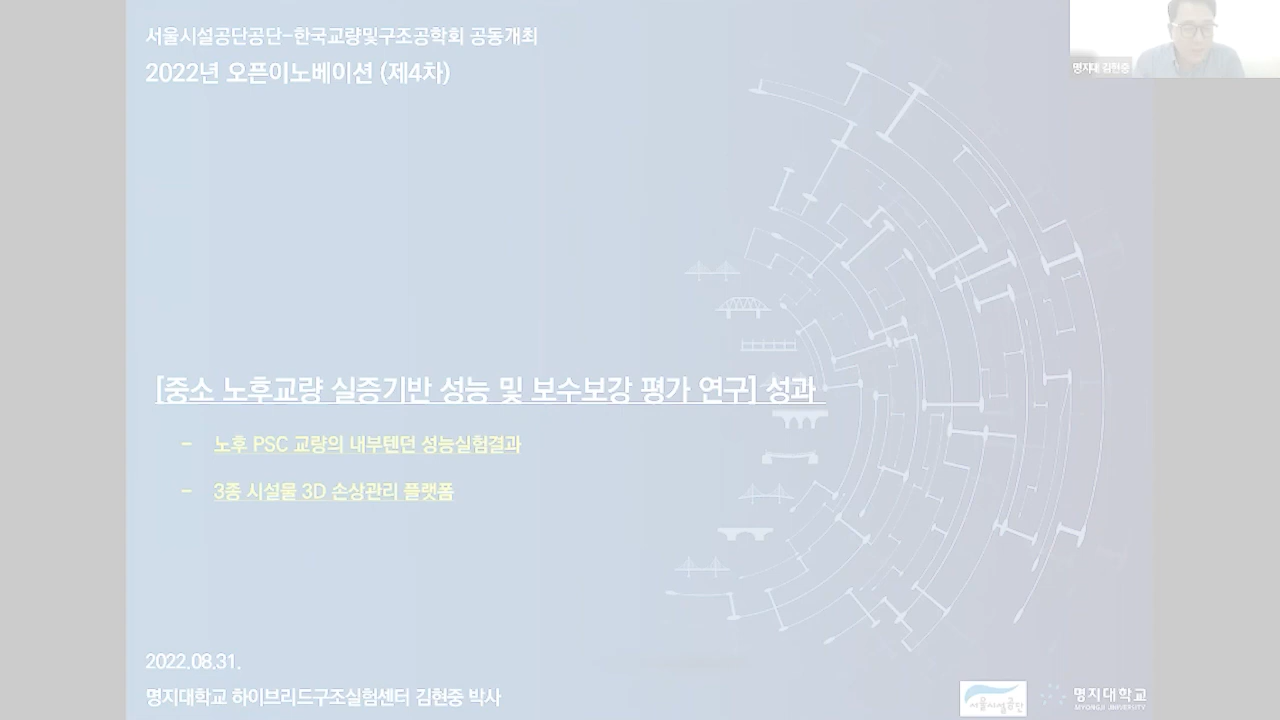 서울시설공단공단-한국교량및구조공학회 공동개최
2022년 오픈이노베이션 (제4차)
명지대 김현중
[중소 노후교량 실증기반 성능 및 보수보강 평가 연구] 성과
- 노후 PSC 교량의 내부텐던 성능실험결과
- 3종 시설물 3D 손상관리 플랫폼
2022.08.31.
명지대학교 하이브리드구조실험센터 김현중 박사
서울시설공단
명지대학교
MYONGJI UNIVERSITY